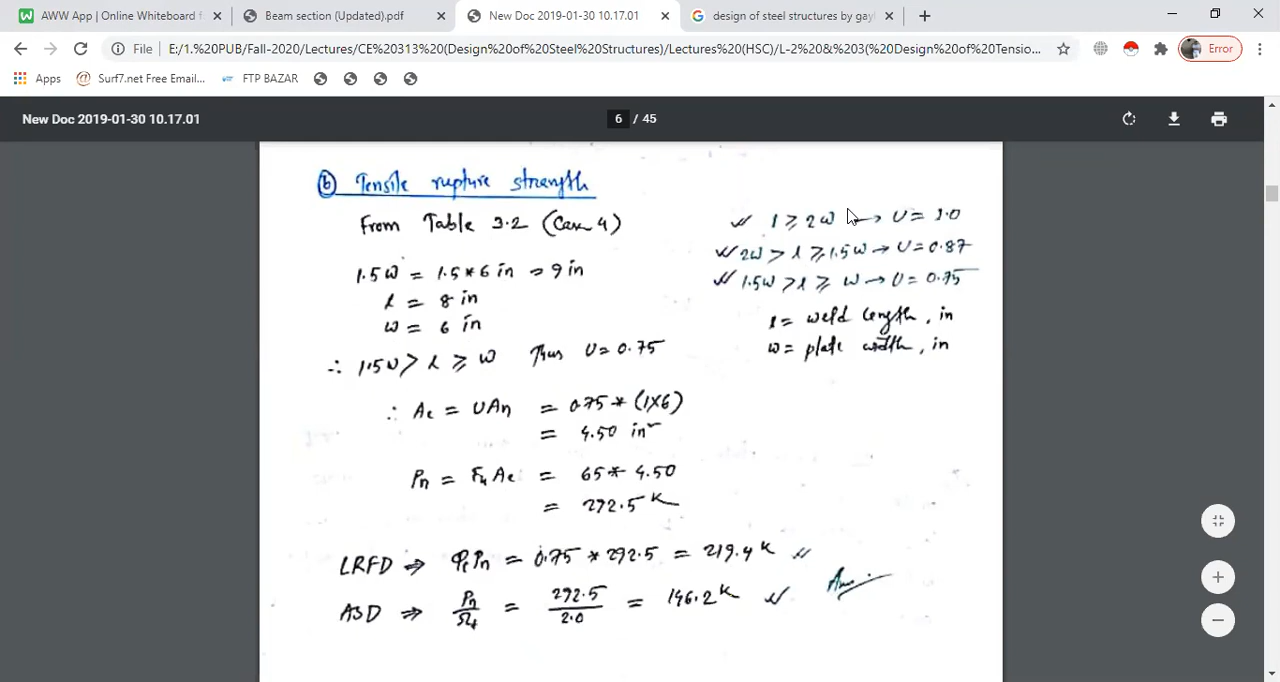 AWW App | Online Whiteboard f
Beam section (Updated).pdf
New Doc 2019-01-30 10.17.01
design of steel structures by gayl
File | E:/1.%20PUB/Fall-2020/Lectures/CE%20313%20(Design%20of%20Steel%20Structures)/Lectures%20(HSC)/L-2%20&%203(%20Design%20of%20Tensio...
Error
Apps
Surf7.net Free Email...
FTP BAZAR
New Doc 2019-01-30 10.17.01
6 / 45
(b) Tensile rupture strength
From Table 3.2 (Case 4)
1.5w = 1.5*6 in → 9 in
l = 8 in
w = 6 in
∴ 1.5w > l ≥ w Thus U = 0.75
l ≥ 2w → U = 1.0
2w > l ≥ 1.5w → U = 0.87
1.5w > l ≥ w → U = 0.75
l = weld length, in
w = plate width, in
∴ Ae = UAn = 0.75 * (1×6)
= 4.50 in²
Pn = Fu Ae = 65 * 4.50
= 292.5 K
LRFD ⇒ φt Pn = 0.75 * 292.5 = 219.4 K
ASD ⇒ Pn/Ωt = 292.5/2.0 = 146.2 K
Ans.